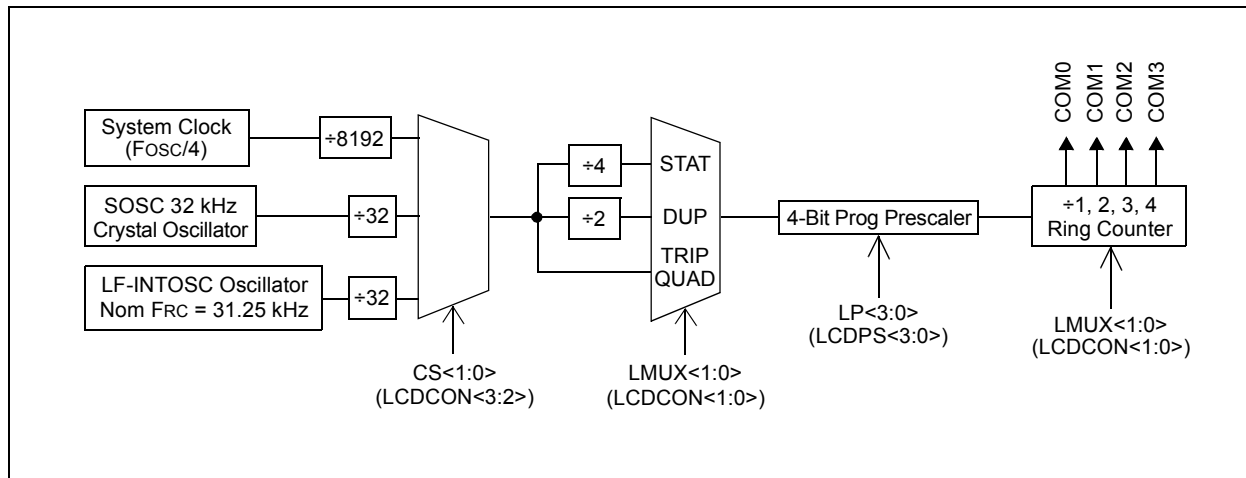 COM0
COM1
COM2
COM3
System Clock
(FOSC/4)
÷8192
SOSC 32 kHz
Crystal Oscillator
÷32
LF-INTOSC Oscillator
Nom FRC = 31.25 kHz
÷32
÷4
÷2
STAT
DUP
TRIP
QUAD
4-Bit Prog Prescaler
÷1, 2, 3, 4
Ring Counter
CS<1:0>
(LCDCON<3:2>)
LMUX<1:0>
(LCDCON<1:0>)
LP<3:0>
(LCDPS<3:0>)
LMUX<1:0>
(LCDCON<1:0>)